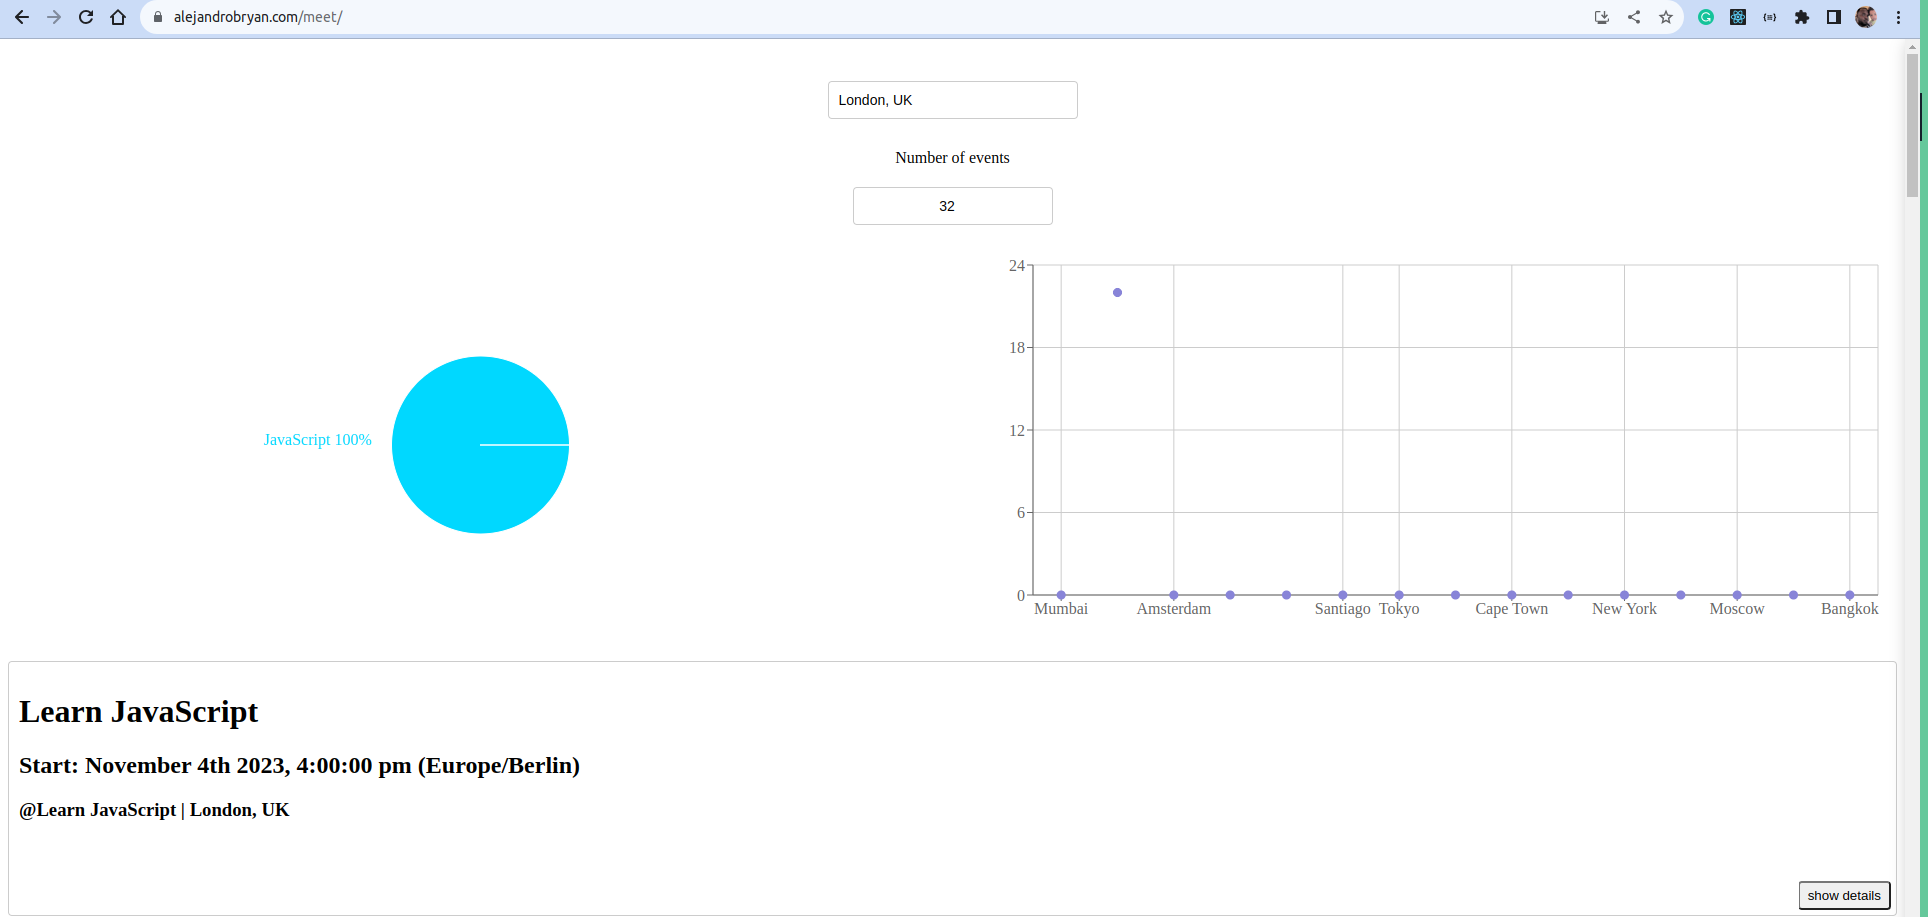 alejandrobryan.com/meet/
London, UK
Number of events
32
24
18
12
6
0
Mumbai Amsterdam Santiago Tokyo Cape Town New York Moscow Bangkok
JavaScript 100%
Learn JavaScript
Start: November 4th 2023, 4:00:00 pm (Europe/Berlin)
@Learn JavaScript | London, UK
show details